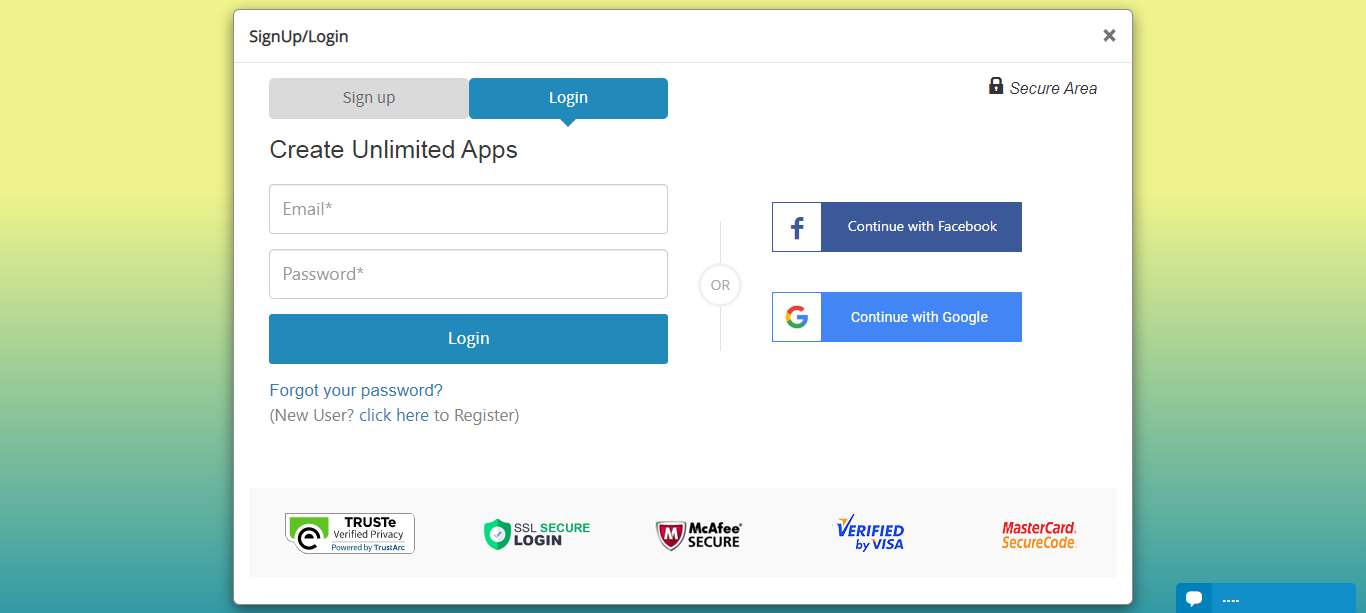 SignUp/Login
×
Sign up
Login
Secure Area
Create Unlimited Apps
Email*
Password*
Login
Forgot your password?
(New User? click here to Register)
OR
f
Continue with Facebook
G
Continue with Google
TRUSTe
Verified Privacy
Powered by TrustArc
SSL SECURE
LOGIN
McAfee®
SECURE
VERIFIED
by VISA
MasterCard.
SecureCode.
----